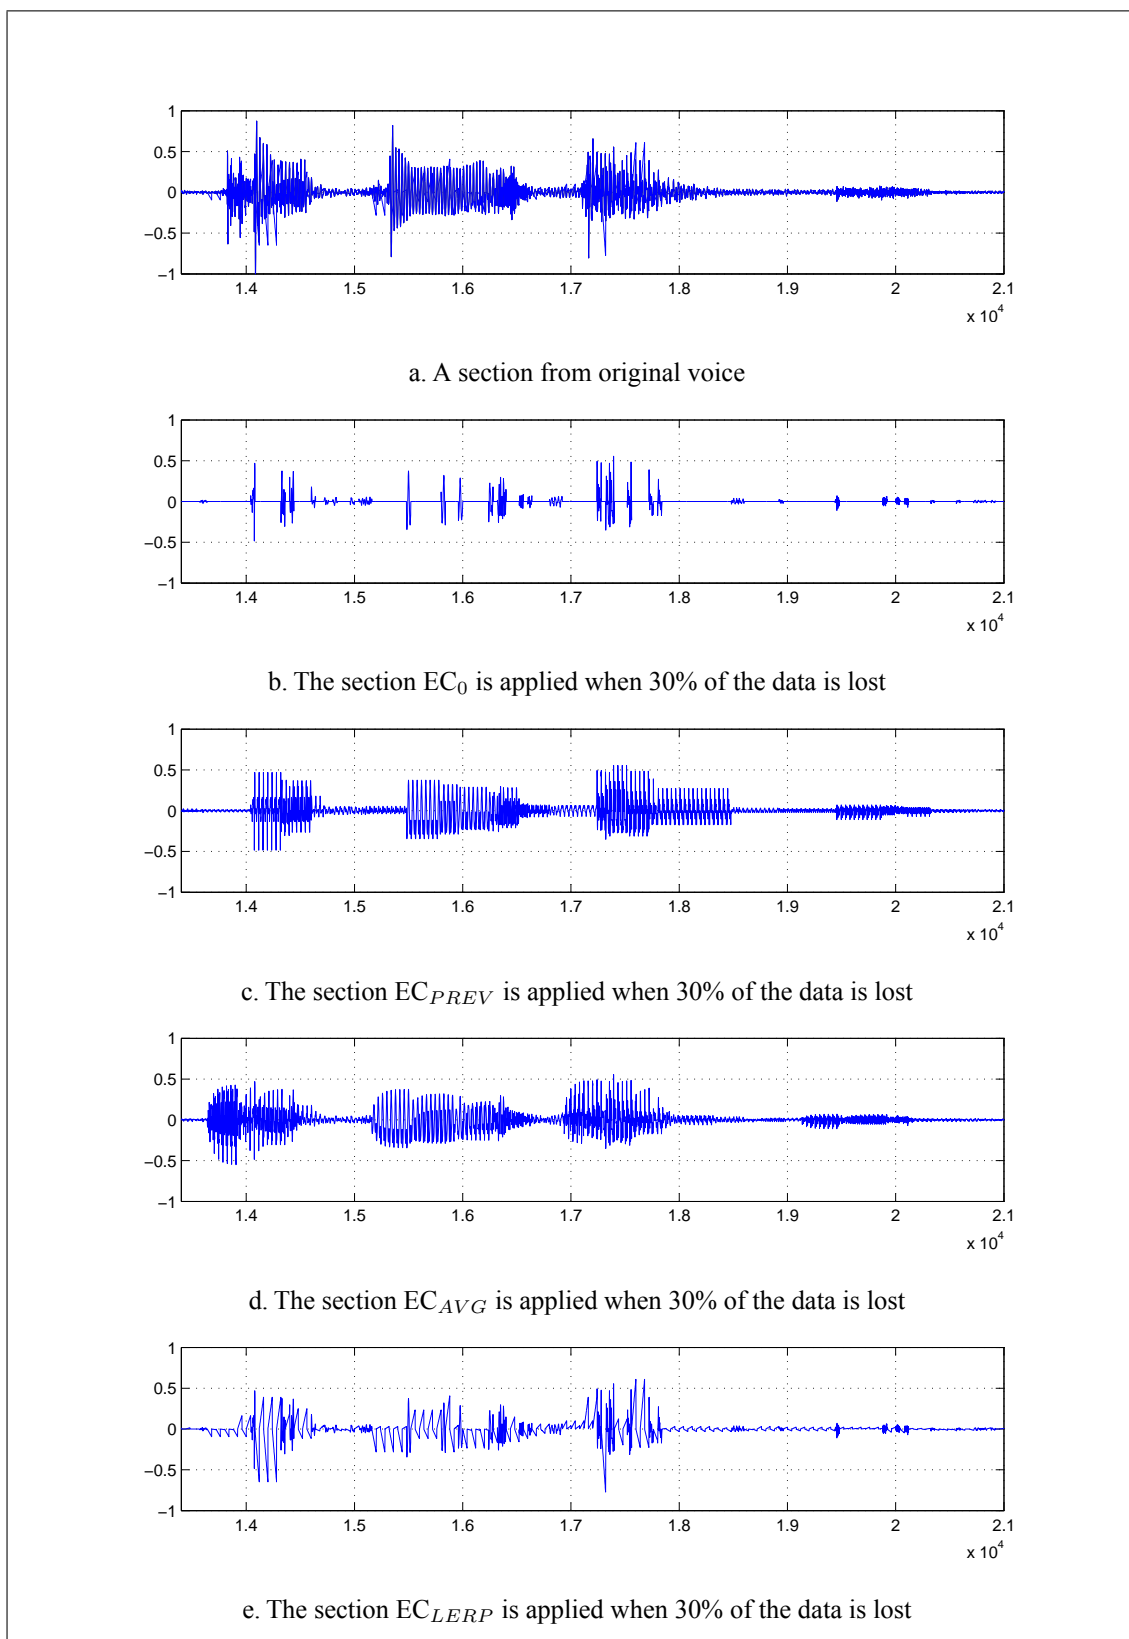 1
0.5
0
−0.5
−1
1.4 1.5 1.6 1.7 1.8 1.9 2 2.1
x 10^4
a. A section from original voice
1
0.5
0
−0.5
−1
1.4 1.5 1.6 1.7 1.8 1.9 2 2.1
x 10^4
b. The section EC_0 is applied when 30% of the data is lost
1
0.5
0
−0.5
−1
1.4 1.5 1.6 1.7 1.8 1.9 2 2.1
x 10^4
c. The section EC_PREV is applied when 30% of the data is lost
1
0.5
0
−0.5
−1
1.4 1.5 1.6 1.7 1.8 1.9 2 2.1
x 10^4
d. The section EC_AVG is applied when 30% of the data is lost
1
0.5
0
−0.5
−1
1.4 1.5 1.6 1.7 1.8 1.9 2 2.1
x 10^4
e. The section EC_LERP is applied when 30% of the data is lost